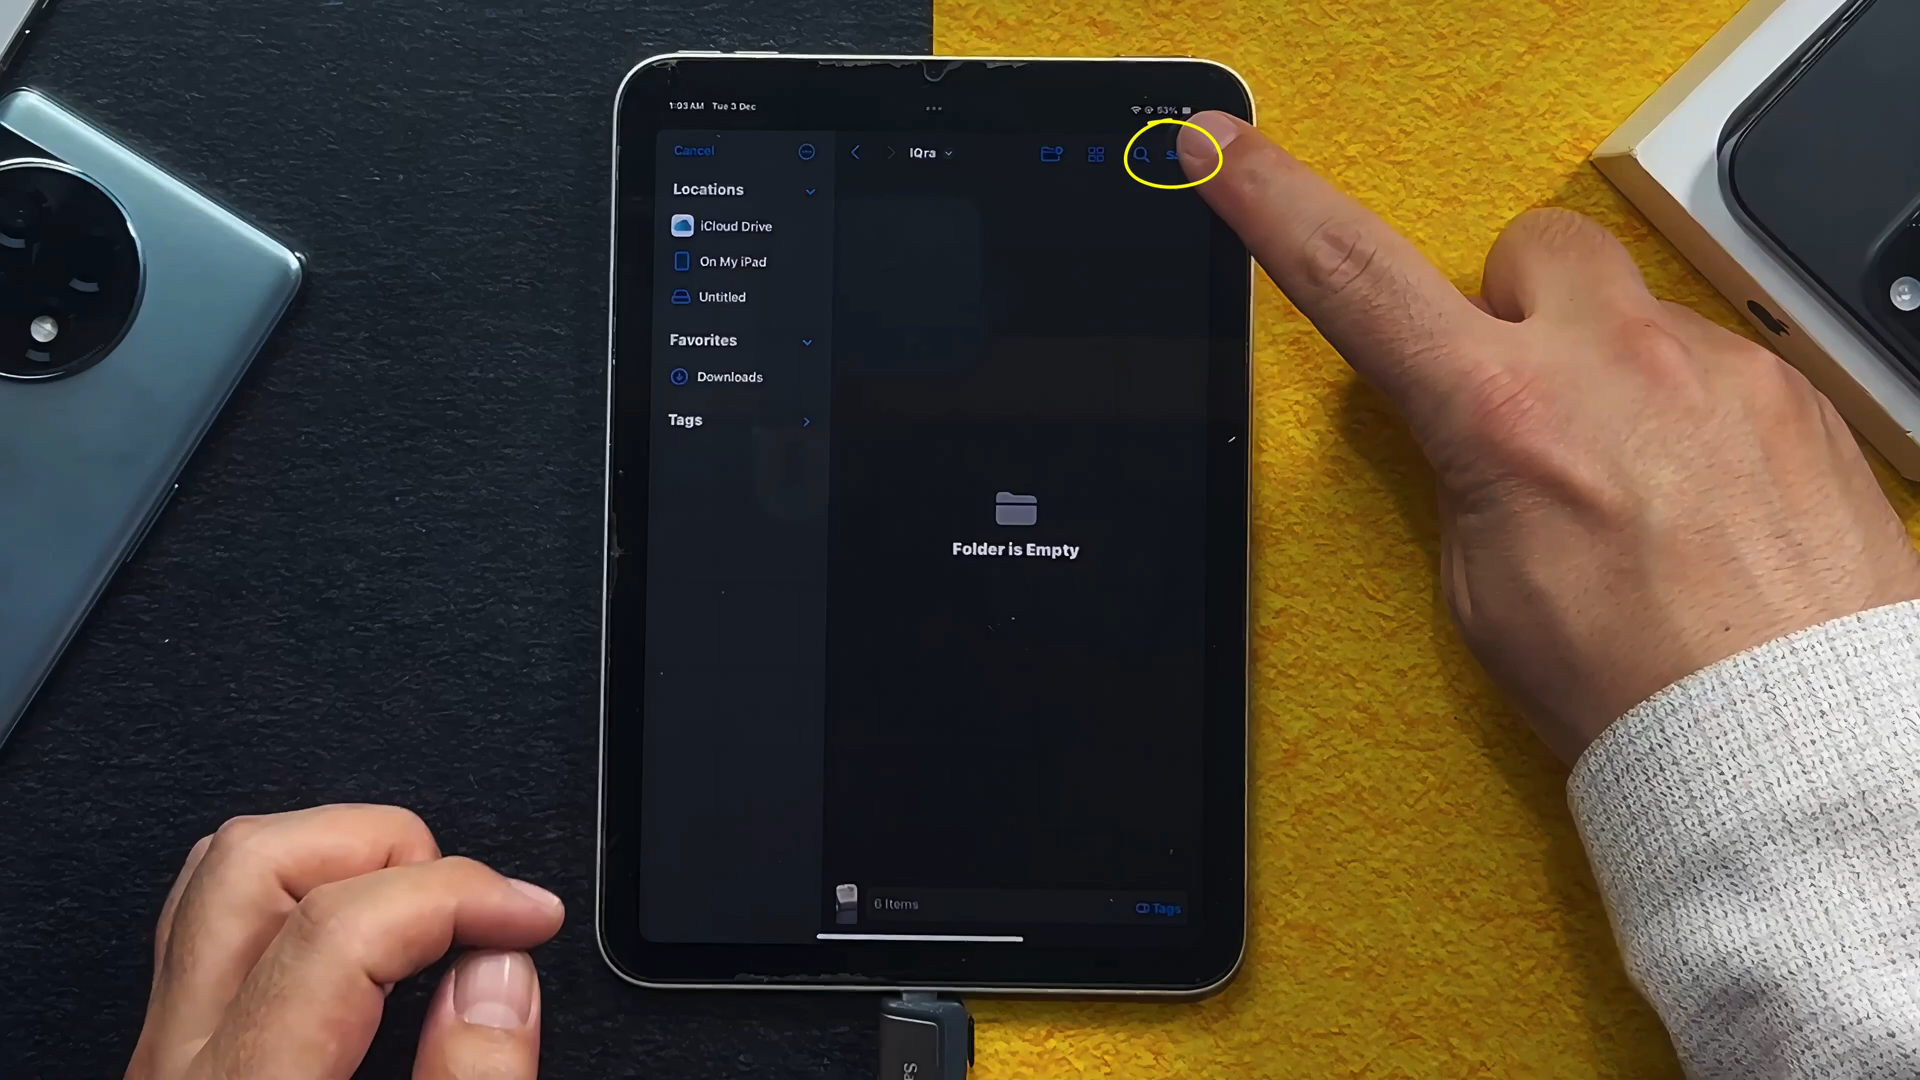 1:03 AM Tue 3 Dec
53%
Cancel
IQra
Locations
iCloud Drive
On My iPad
Untitled
Favorites
Downloads
Tags
Folder is Empty
6 Items
Tags